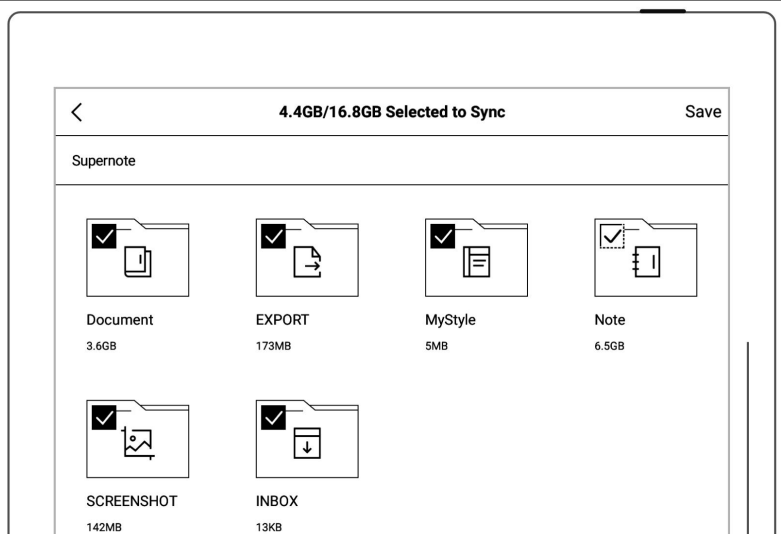 4.4GB/16.8GB Selected to Sync Save
Supernote
Document EXPORT MyStyle Note
3.6GB 173MB 5MB 6.5GB
SCREENSHOT INBOX
142MB 13KB